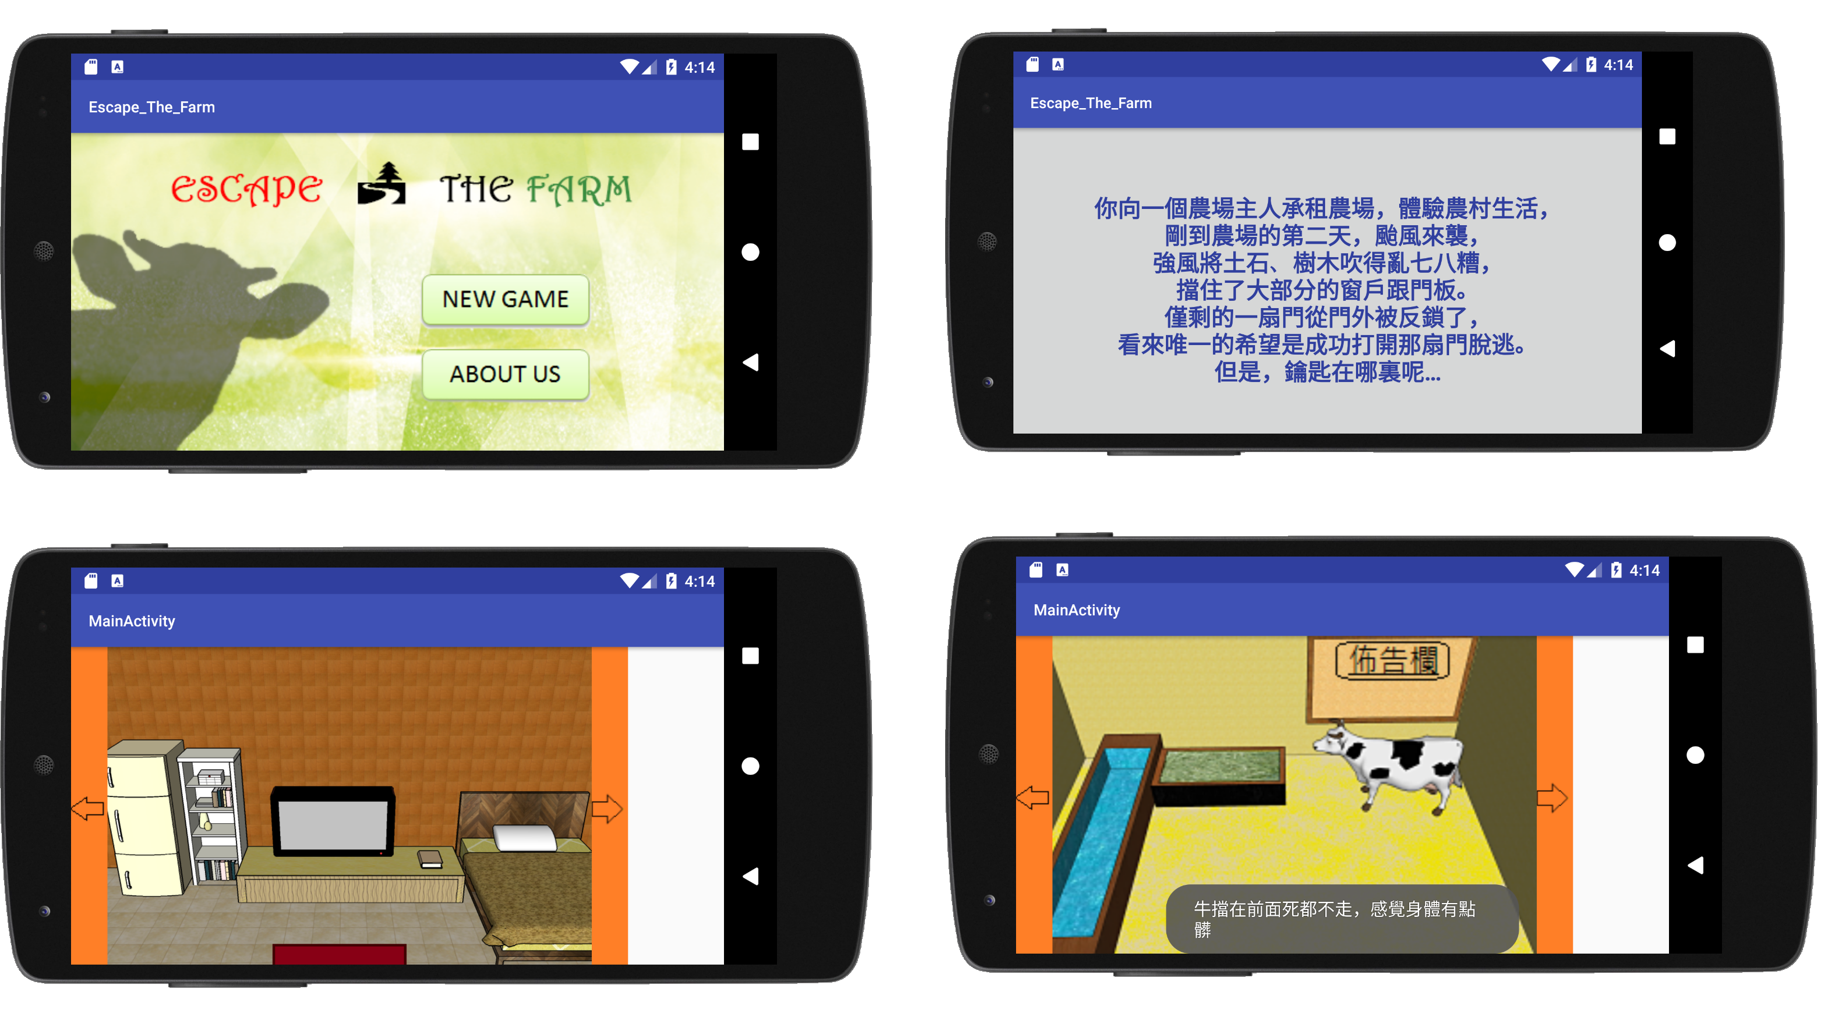 4:14
Escape_The_Farm
ESCAPE THE FARM
NEW GAME
ABOUT US
4:14
Escape_The_Farm
你向一個農場主人承租農場，體驗農村生活，
剛到農場的第二天，颱風來襲，
強風將土石、樹木吹得亂七八糟，
擋住了大部分的窗戶跟門板。
僅剩的一扇門從門外被反鎖了，
看來唯一的希望是成功打開那扇門脫逃。
但是，鑰匙在哪裏呢...
4:14
MainActivity
4:14
MainActivity
佈告欄
牛擋在前面死都不走，感覺身體有點
髒